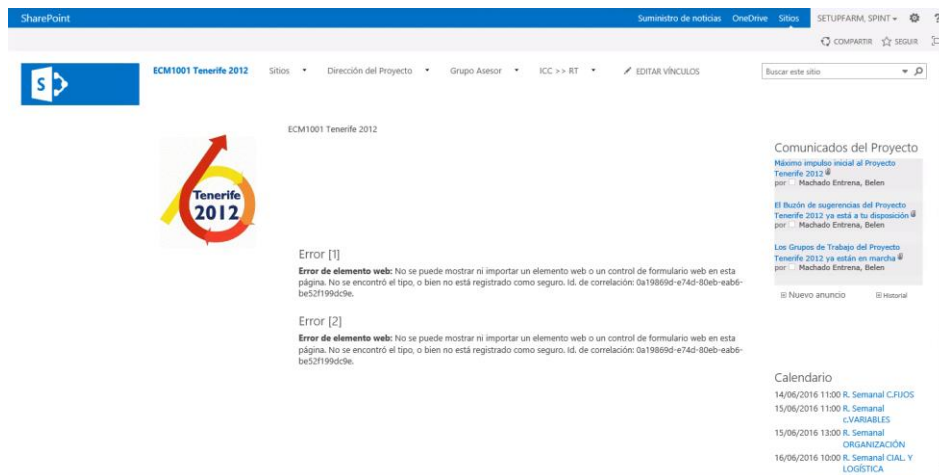 SharePoint
Suministro de noticias OneDrive Sitios SETUPFARM, SPINT ?
COMPARTIR SEGUIR
S
ECM1001 Tenerife 2012 Sitios Dirección del Proyecto Grupo Asesor ICC >> RT EDITAR VÍNCULOS
Buscar este sitio
ECM1001 Tenerife 2012
Tenerife
2012
Error [1]
Error de elemento web: No se puede mostrar ni importar un elemento web o un control de formulario web en esta
página. No se encontró el tipo, o bien no está registrado como seguro. Id. de correlación: 0a19869d-e74d-80eb-eab6-
be52f199dc9e.
Error [2]
Error de elemento web: No se puede mostrar ni importar un elemento web o un control de formulario web en esta
página. No se encontró el tipo, o bien no está registrado como seguro. Id. de correlación: 0a19869d-e74d-80eb-eab6-
be52f199dc9e.
Comunicados del Proyecto
Máximo impulso inicial al Proyecto
Tenerife 2012
por Machado Entrena, Belen
El Buzón de sugerencias del Proyecto
Tenerife 2012 ya está a tu disposición
por Machado Entrena, Belen
Los Grupos de Trabajo del Proyecto
Tenerife 2012 ya están en marcha
por Machado Entrena, Belen
Nuevo anuncio Historial
Calendario
14/06/2016 11:00 R. Semanal C.FIJOS
15/06/2016 11:00 R. Semanal
c.VARIABLES
15/06/2016 13:00 R. Semanal
ORGANIZACIÓN
16/06/2016 10:00 R. Semanal CIAL. Y
LOGÍSTICA